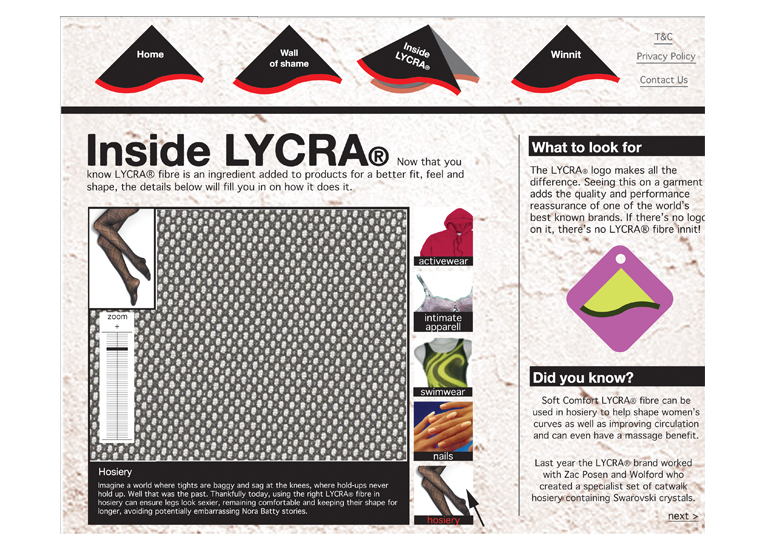 Home
Wall
of shame
Inside
LYCRA®
Winnit
T&C
Privacy Policy
Contact Us
Inside LYCRA® Now that you
know LYCRA® fibre is an ingredient added to products for a better fit, feel and
shape, the details below will fill you in on how it does it.
zoom
+
activewear
intimate
apparell
swimwear
nails
hosiery
Hosiery
Imagine a world where tights are baggy and sag at the knees, where hold-ups never
hold up. Well that was the past. Thankfully today, using the right LYCRA® fibre in
hosiery can ensure legs look sexier, remaining comfortable and keeping their shape for
longer, avoiding potentially embarrassing Nora Batty stories.
What to look for
The LYCRA® logo makes all the
difference. Seeing this on a garment
adds the quality and performance
reassurance of one of the world's
best known brands. If there's no logo
on it, there's no LYCRA® fibre innit!
Did you know?
Soft Comfort LYCRA® fibre can be
used in hosiery to help shape women's
curves as well as improving circulation
and can even have a massage benefit.
Last year the LYCRA® brand worked
with Zac Posen and Wolford who
created a specialist set of catwalk
hosiery containing Swarovski crystals.
next >